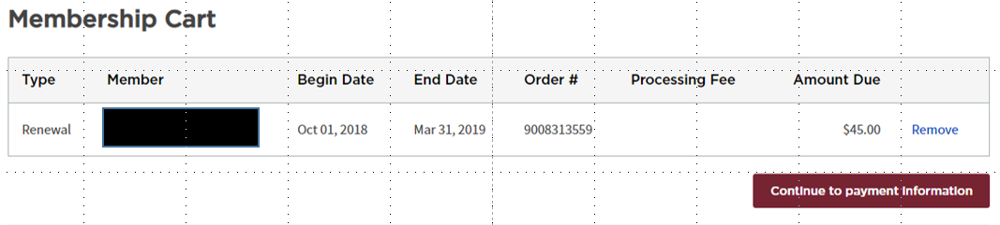 Membership Cart
Type Member Begin Date End Date Order # Processing Fee Amount Due
Renewal Oct 01, 2018 Mar 31, 2019 9008313559 $45.00 Remove
Continue to payment information